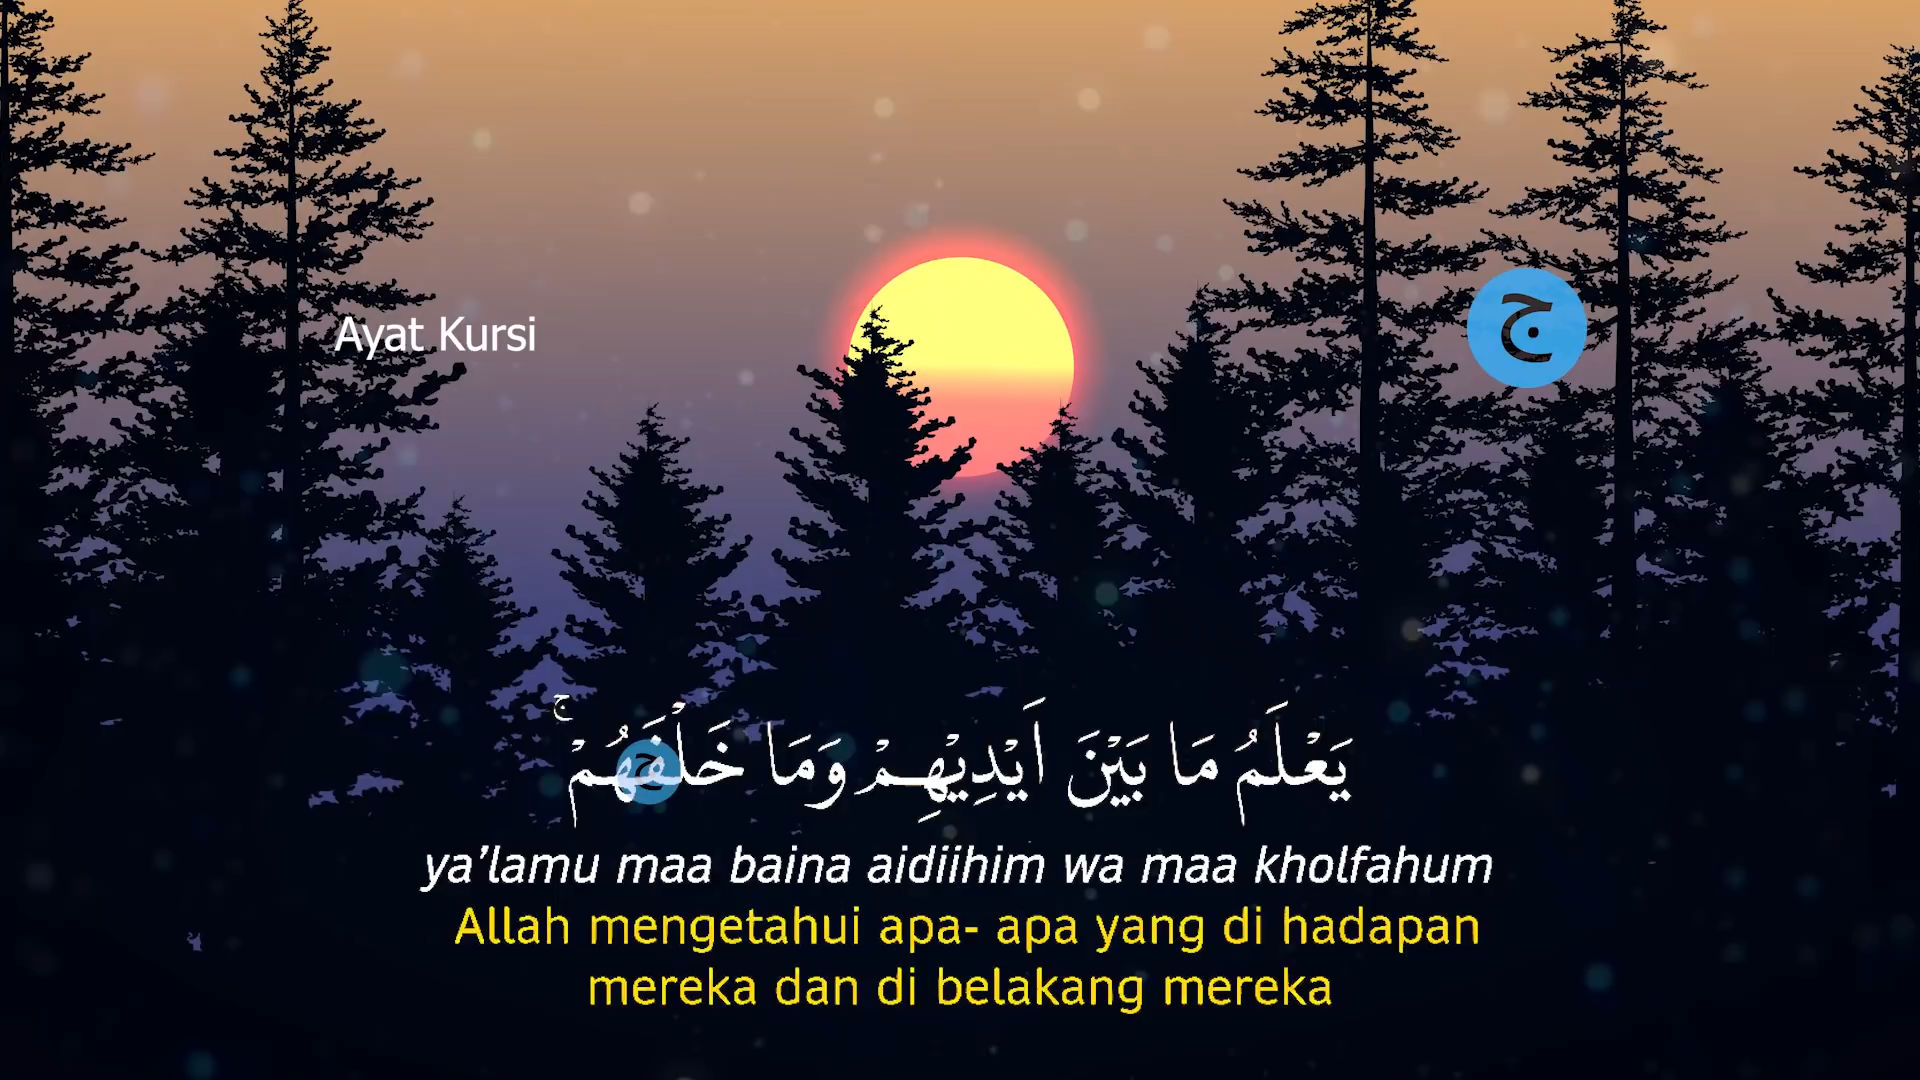 Ayat Kursi
ج
يَعْلَمُ مَا بَيْنَ اَيْدِيْهِمْ وَمَا خَلْفَهُمْۚ
ج
ya’lamu maa baina aidiihim wa maa kholfahum
Allah mengetahui apa- apa yang di hadapan
mereka dan di belakang mereka